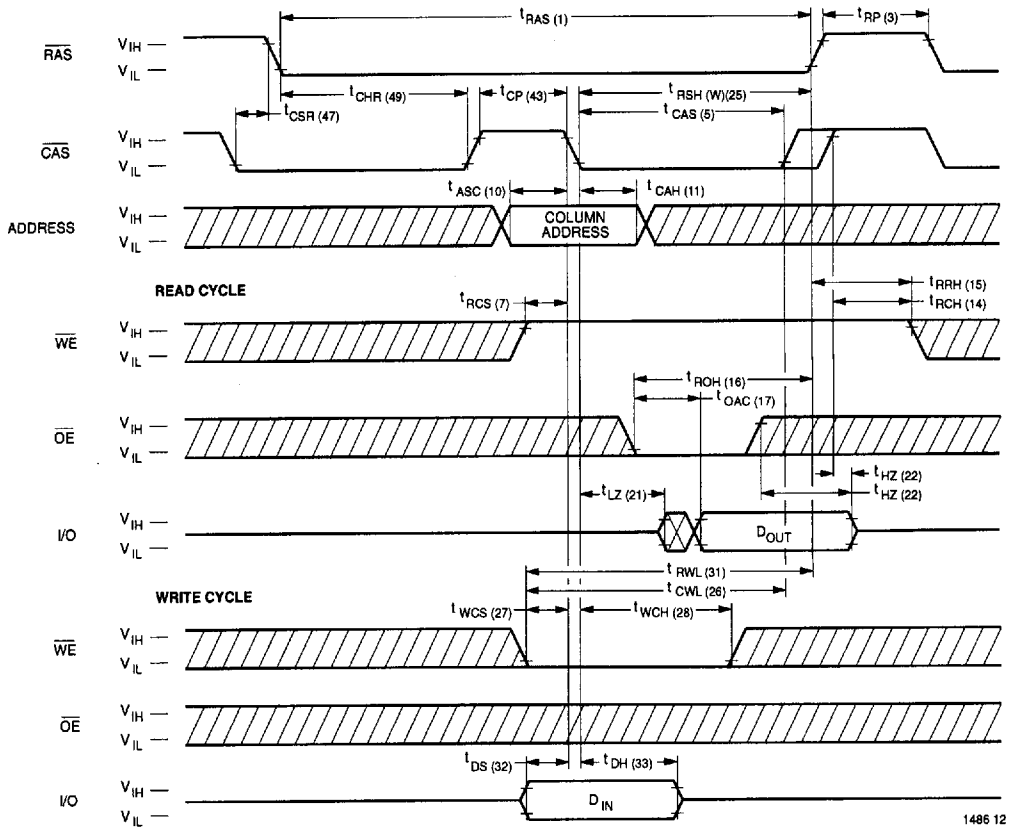 t RAS (1)
t RP (3)
RAS
V IH
V IL
t CHR (49)
t CP (43)
t RSH (W)(25)
t CSR (47)
t CAS (5)
CAS
V IH
V IL
t ASC (10)
t CAH (11)
ADDRESS
V IH
V IL
COLUMN
ADDRESS
READ CYCLE
t RCS (7)
t RRH (15)
t RCH (14)
WE
V IH
V IL
t ROH (16)
t OAC (17)
OE
V IH
V IL
t HZ (22)
t LZ (21)
t HZ (22)
I/O
V IH
V IL
D OUT
t RWL (31)
t CWL (26)
WRITE CYCLE
t WCS (27)
t WCH (28)
WE
V IH
V IL
OE
V IH
V IL
t DS (32)
t DH (33)
I/O
V IH
V IL
D IN
1486 12